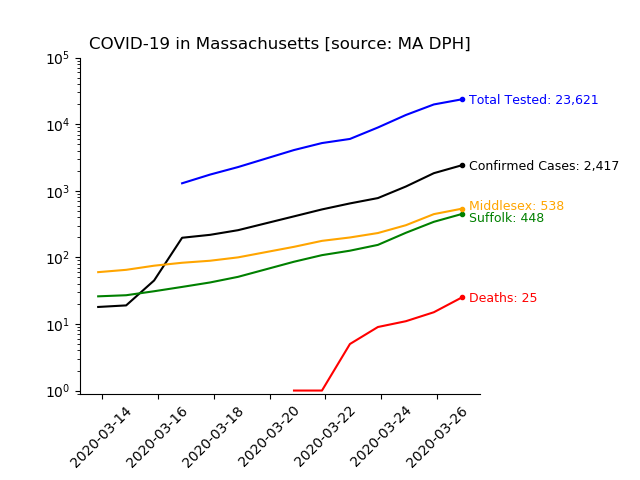 COVID-19 in Massachusetts [source: MA DPH]
10^5
10^4
10^3
10^2
10^1
10^0
Total Tested: 23,621
Confirmed Cases: 2,417
Middlesex: 538
Suffolk: 448
Deaths: 25
2020-03-14
2020-03-16
2020-03-18
2020-03-20
2020-03-22
2020-03-24
2020-03-26